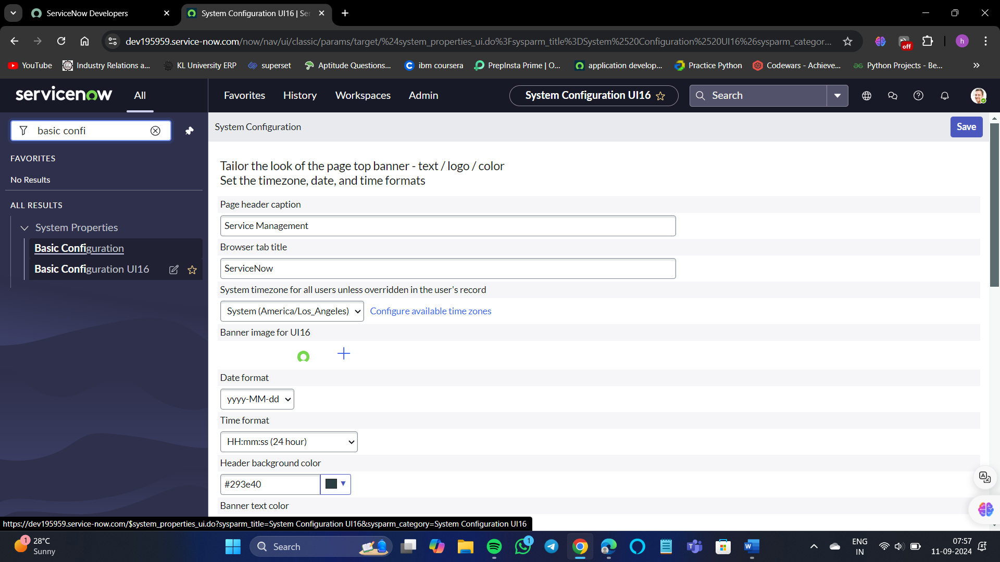 ServiceNow Developers
System Configuration UI16 | Ser
dev195959.service-now.com/now/nav/ui/classic/params/target/%24system_properties_ui.do%3Fsysparm_title%3DSystem%2520Configuration%2520UI16%26sysparm_categor...
off
h
YouTube
Industry Relations a...
KL University ERP
superset
Aptitude Questions...
ibm coursera
PrepInsta Prime | O...
application develop...
Practice Python
Codewars - Achieve...
Python Projects - Be...
servicenow
All
Favorites
History
Workspaces
Admin
System Configuration UI16
Search
basic confi
FAVORITES
No Results
ALL RESULTS
System Properties
Basic Configuration
Basic Configuration UI16
System Configuration
Save
Tailor the look of the page top banner - text / logo / color
Set the timezone, date, and time formats
Page header caption
Service Management
Browser tab title
ServiceNow
System timezone for all users unless overridden in the user's record
System (America/Los_Angeles)
Configure available time zones
Banner image for UI16
Date format
yyyy-MM-dd
Time format
HH:mm:ss (24 hour)
Header background color
#293e40
Banner text color
https://dev195959.service-now.com/$system_properties_ui.do?sysparm_title=System Configuration UI16&sysparm_category=System Configuration UI16
1
28°C
Sunny
Search
1
ENG
IN
07:57
11-09-2024